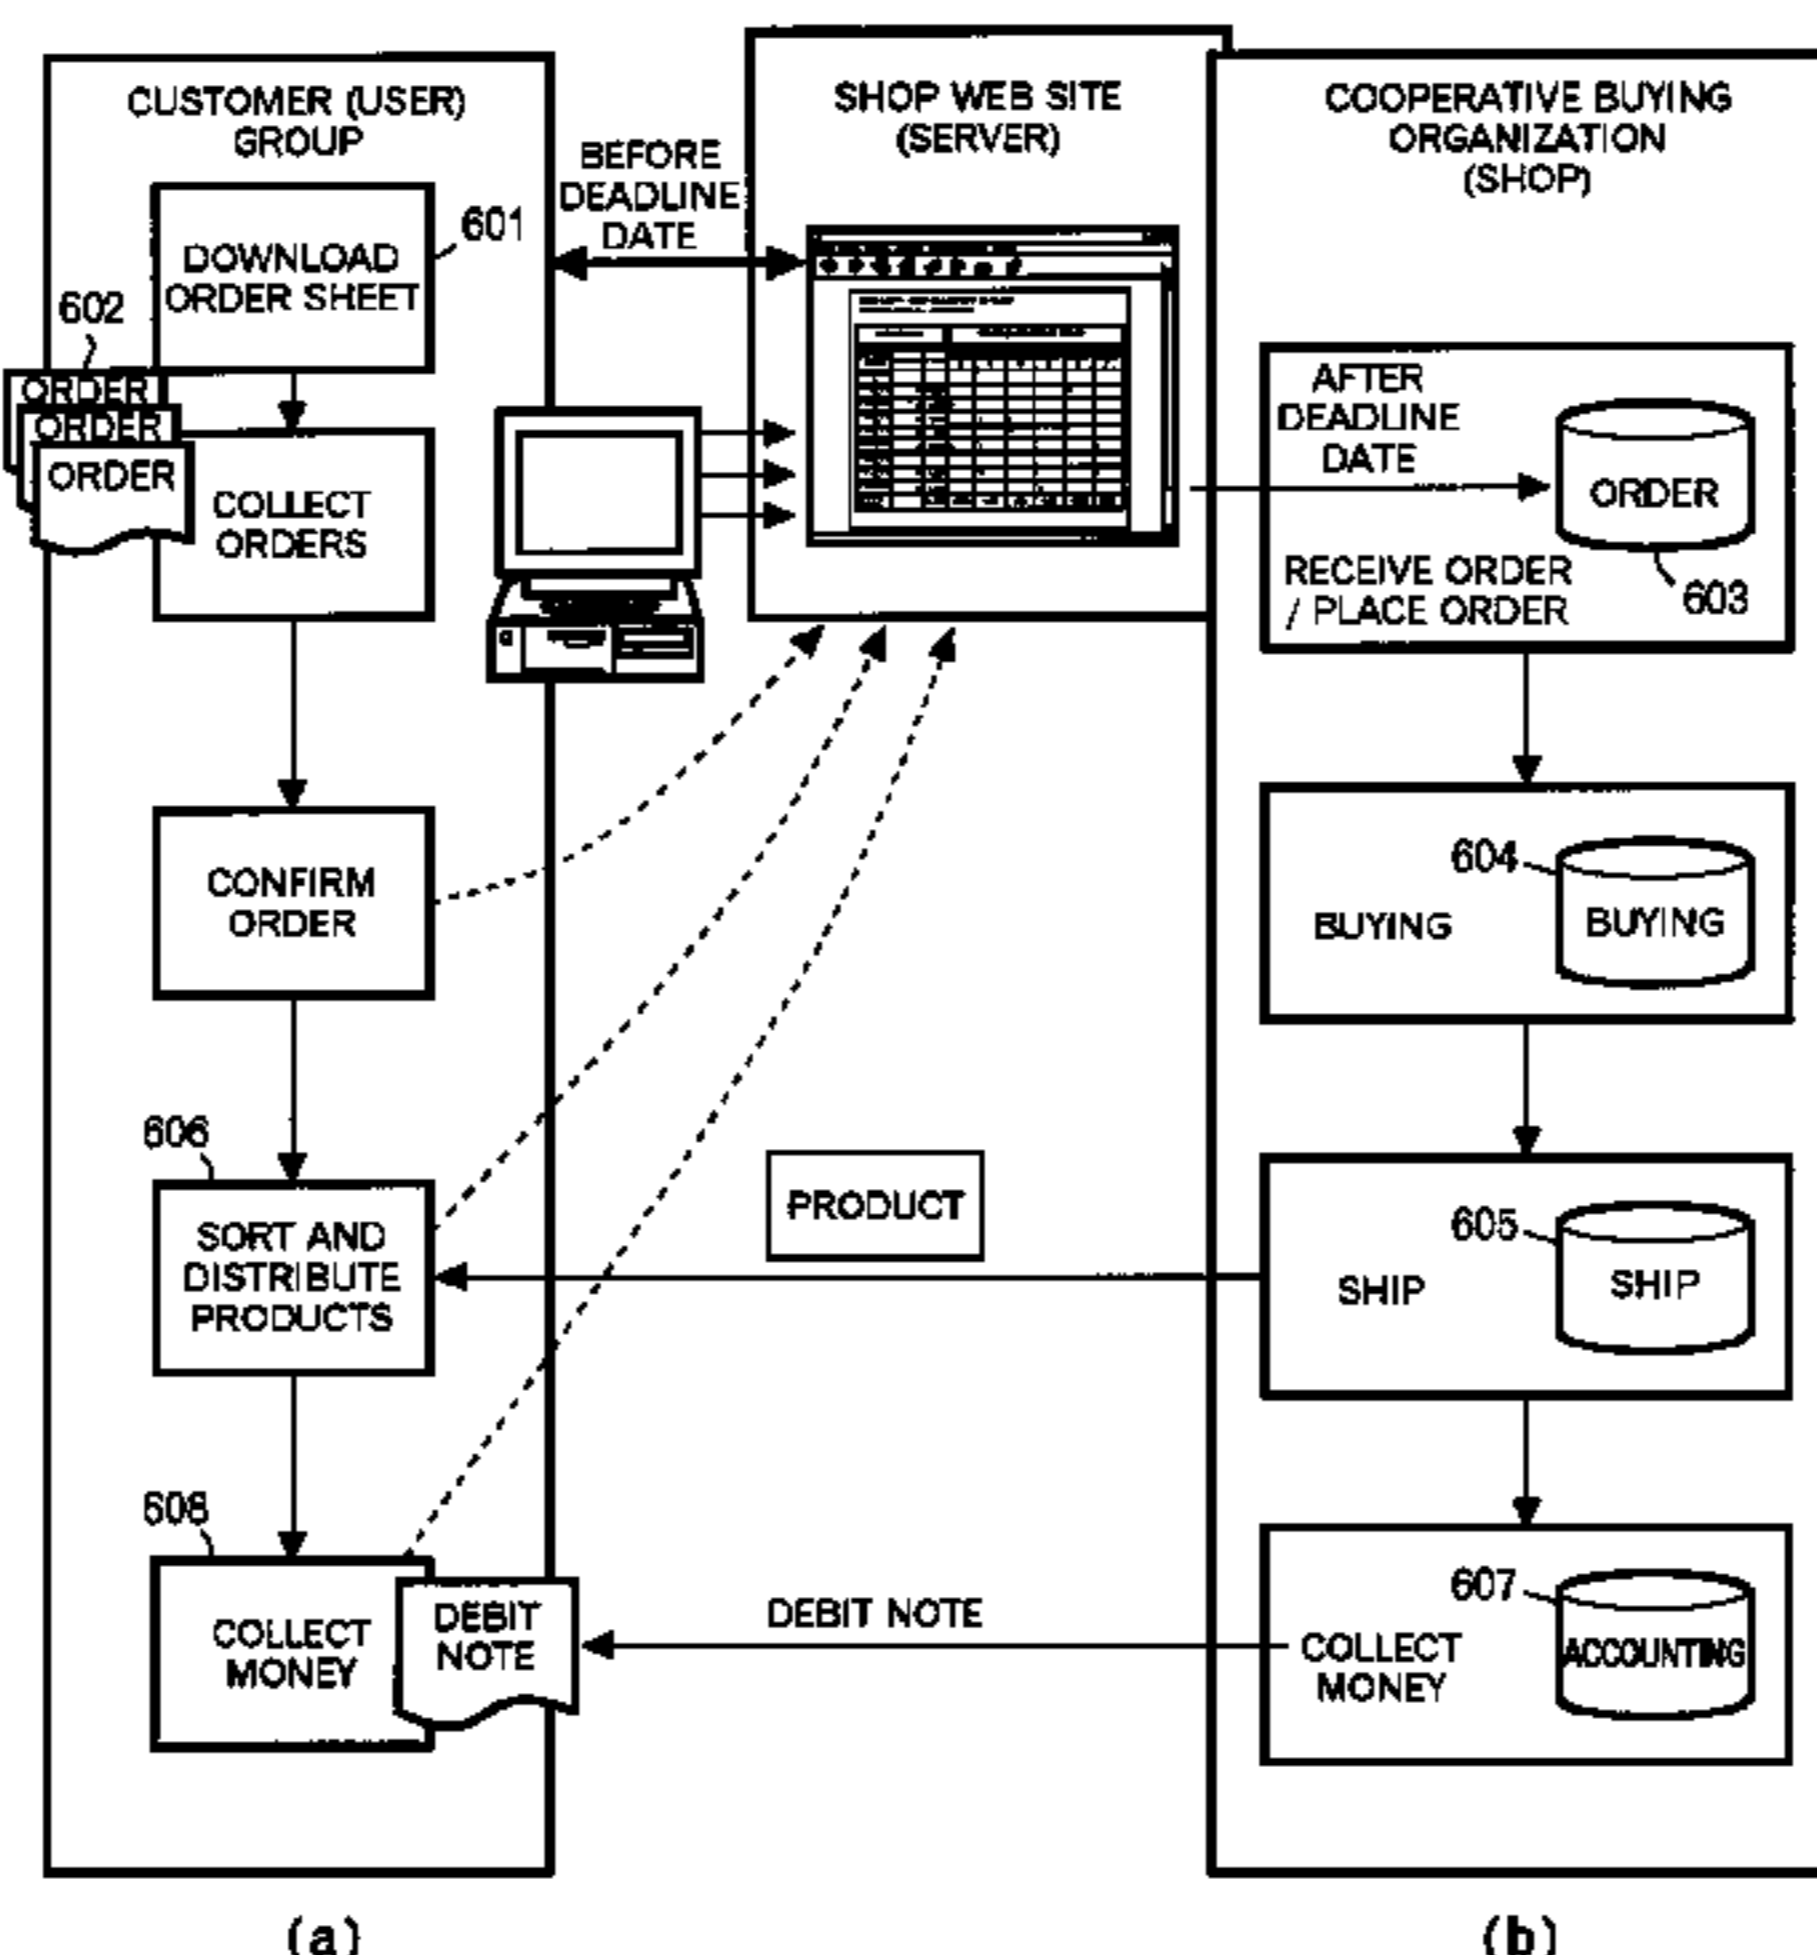 CUSTOMER (USER)
GROUP
DOWNLOAD
ORDER SHEET
601
602
ORDER
ORDER
ORDER
COLLECT
ORDERS
CONFIRM
ORDER
606
SORT AND
DISTRIBUTE
PRODUCTS
608
COLLECT
MONEY
DEBIT
NOTE
(a)
BEFORE
DEADLINE
DATE
SHOP WEB SITE
(SERVER)
PRODUCT
DEBIT NOTE
COOPERATIVE BUYING
ORGANIZATION
(SHOP)
AFTER
DEADLINE
DATE
ORDER
603
RECEIVE ORDER
/ PLACE ORDER
604
BUYING
BUYING
605
SHIP
SHIP
607
COLLECT
MONEY
ACCOUNTING
(b)